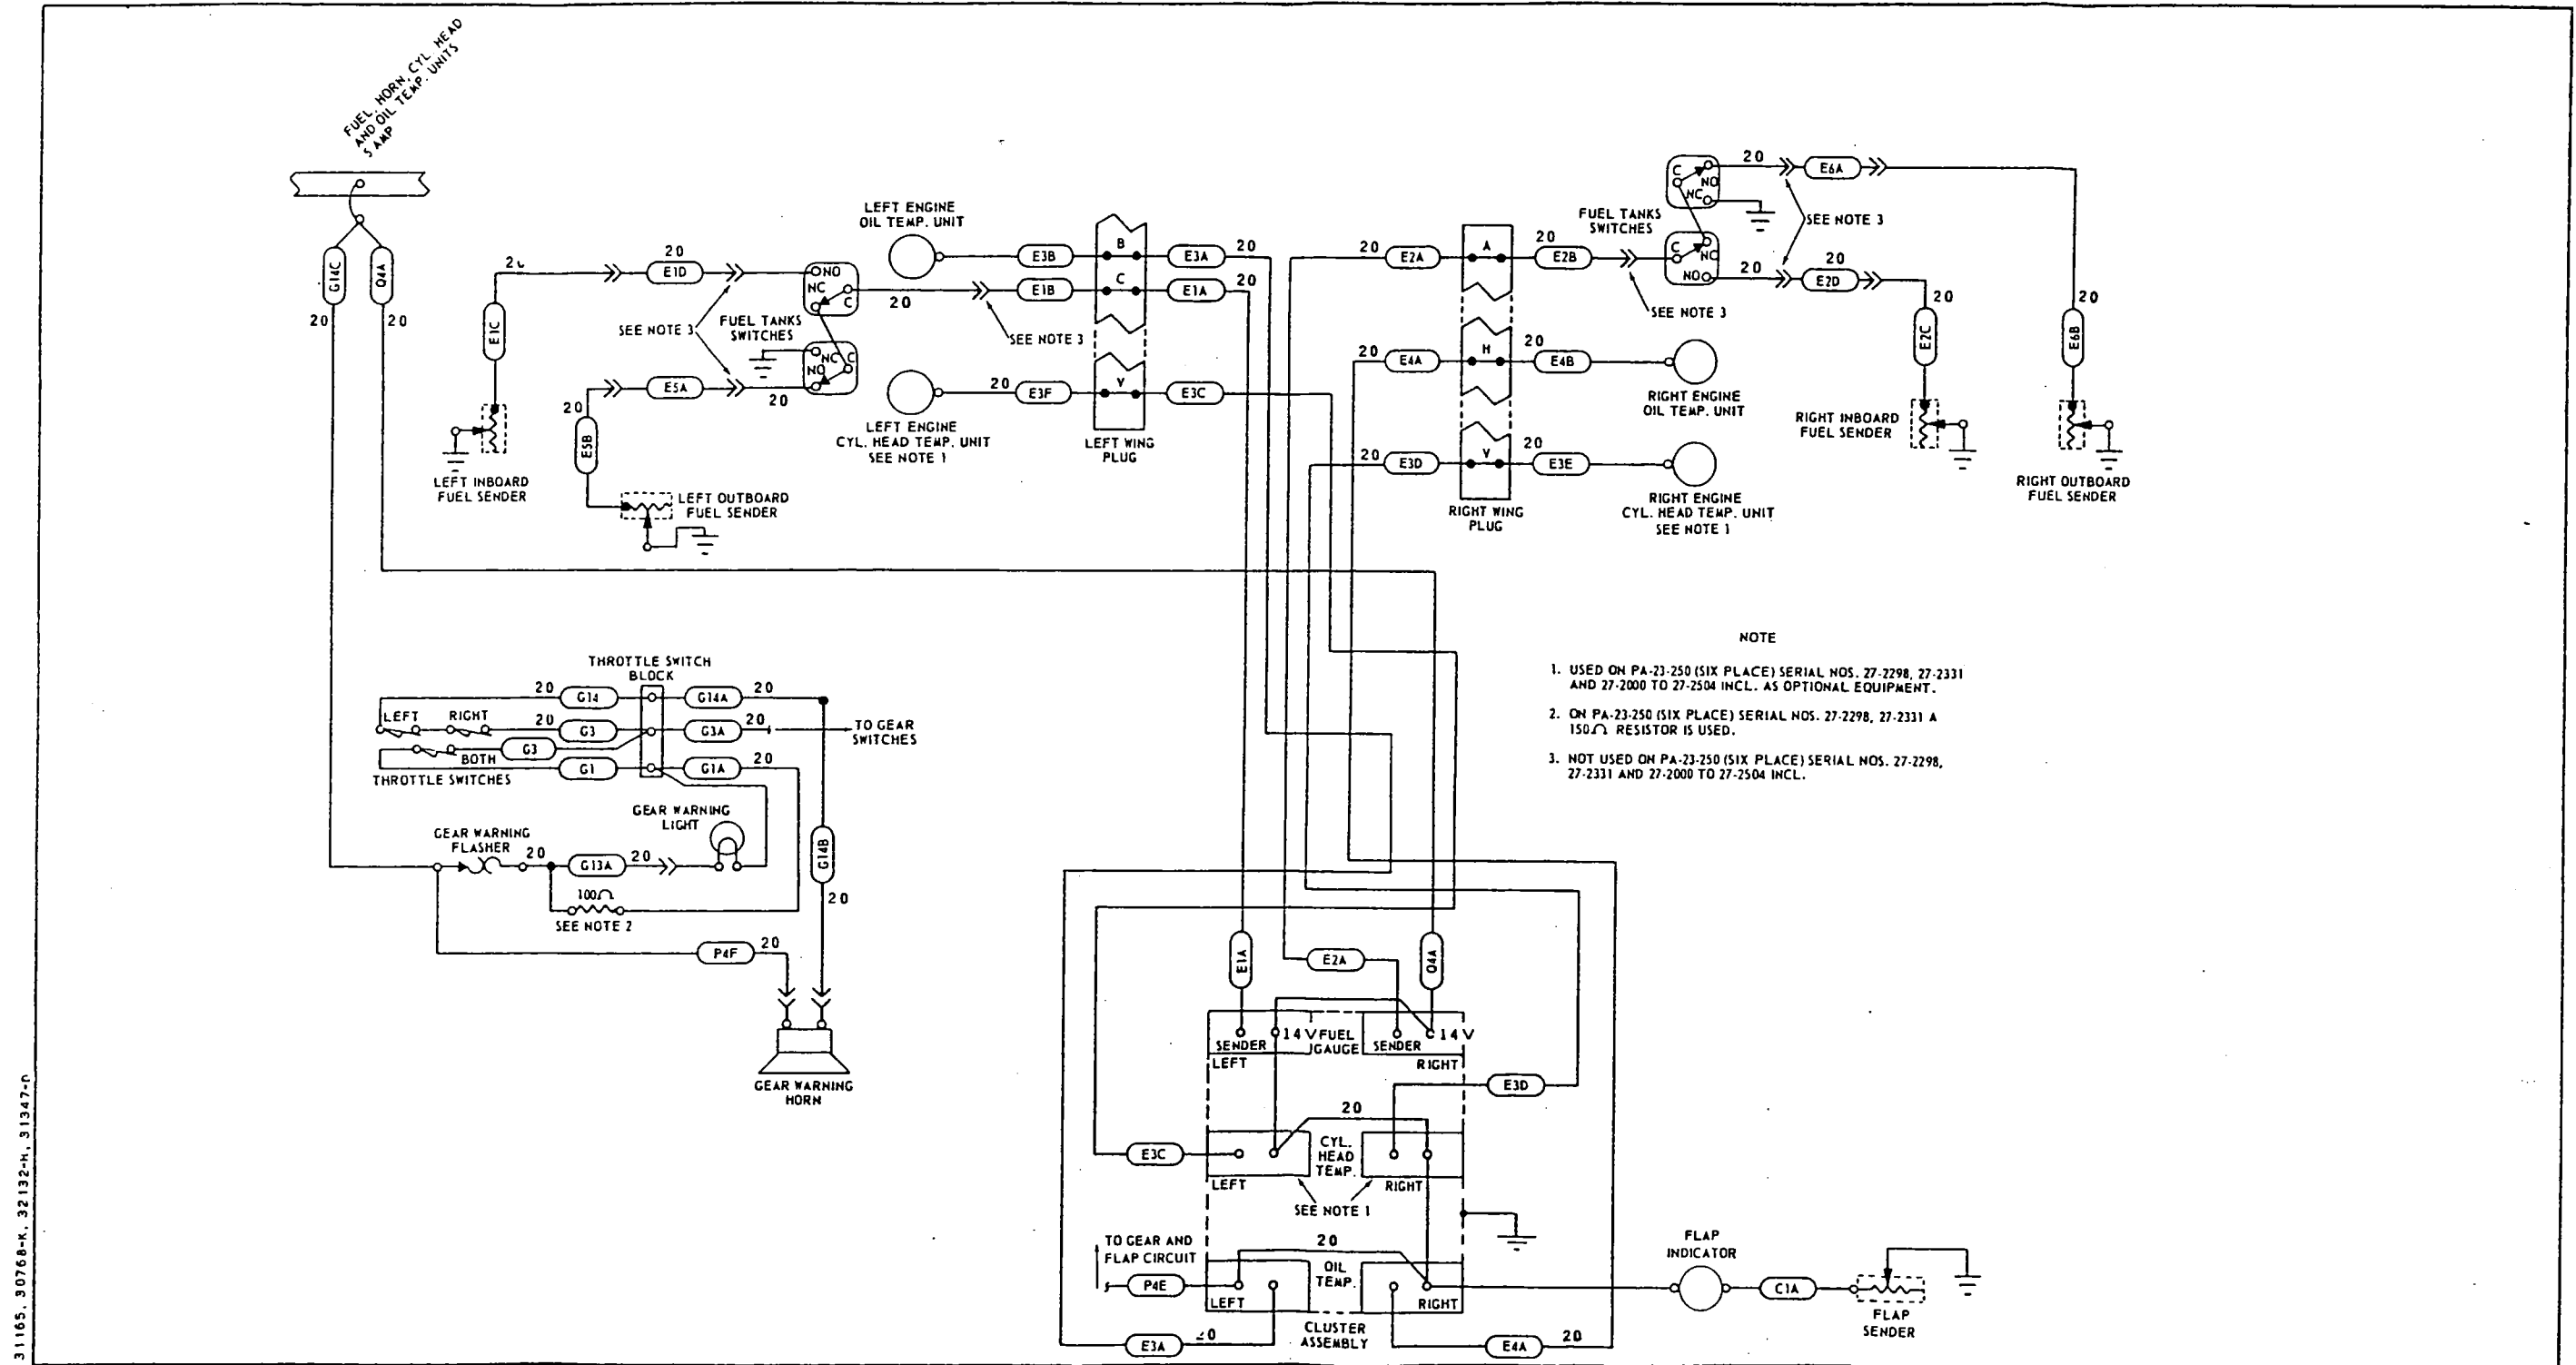 FUEL, HORN, CYL. HEAD
AND OIL TEMP. UNITS
5 AMP
G14C
Q4A
20
20
E1C
20
E1D
SEE NOTE 3
FUEL TANKS
SWITCHES
NO
NC
C
NC
C
NO
20
E5A
20
20
E5B
LEFT INBOARD
FUEL SENDER
LEFT OUTBOARD
FUEL SENDER
LEFT ENGINE
OIL TEMP. UNIT
E3B
B
E3A
20
20
E1B
C
E1A
20
SEE NOTE 3
LEFT ENGINE
CYL. HEAD TEMP. UNIT
SEE NOTE 1
20
E3F
V
E3C
LEFT WING
PLUG
20
E2A
A
20
E2B
SEE NOTE 3
FUEL TANKS
SWITCHES
C
NO
NC
C
NC
NO
20
E6A
SEE NOTE 3
20
20
E2D
20
E2C
20
E6B
20
E4A
H
20
E4B
RIGHT ENGINE
OIL TEMP. UNIT
20
E3D
V
20
E3E
RIGHT WING
PLUG
RIGHT ENGINE
CYL. HEAD TEMP. UNIT
SEE NOTE 1
RIGHT INBOARD
FUEL SENDER
RIGHT OUTBOARD
FUEL SENDER
NOTE
1. USED ON PA-23-250 (SIX PLACE) SERIAL NOS. 27-2298, 27-2331
AND 27-2000 TO 27-2504 INCL. AS OPTIONAL EQUIPMENT.
2. ON PA-23-250 (SIX PLACE) SERIAL NOS. 27-2298, 27-2331 A
150Ω RESISTOR IS USED.
3. NOT USED ON PA-23-250 (SIX PLACE) SERIAL NOS. 27-2298,
27-2331 AND 27-2000 TO 27-2504 INCL.
THROTTLE SWITCH
BLOCK
20
G14
G14A
20
LEFT
RIGHT
20
G3
G3A
20
TO GEAR
SWITCHES
G3
BOTH
THROTTLE SWITCHES
G1
G1A
20
GEAR WARNING
LIGHT
GEAR WARNING
FLASHER
20
G13A
20
G14B
20
100Ω
SEE NOTE 2
P4F
20
GEAR WARNING
HORN
E1A
E2A
Q4A
SENDER
14 V
FUEL
GAUGE
SENDER
14 V
LEFT
RIGHT
E3D
20
E3C
CYL.
HEAD
TEMP.
LEFT
RIGHT
SEE NOTE 1
TO GEAR AND
FLAP CIRCUIT
P4E
20
OIL
TEMP.
LEFT
RIGHT
CLUSTER
ASSEMBLY
E3A
20
E4A
20
FLAP
INDICATOR
C1A
FLAP
SENDER